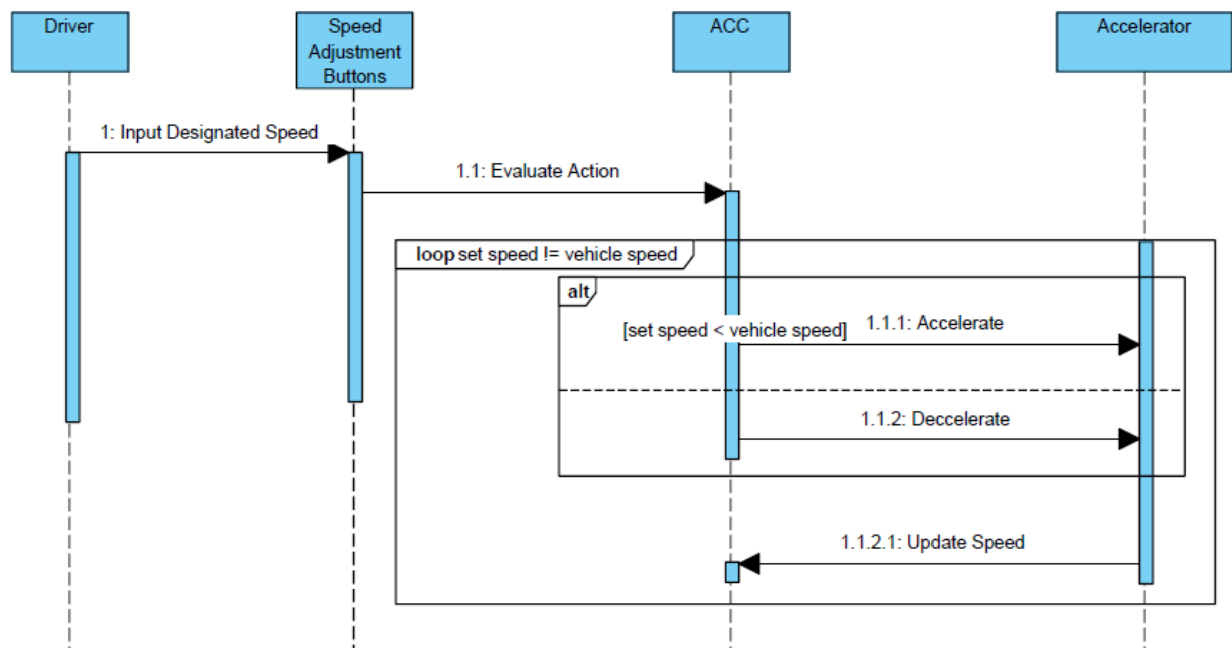 Driver
Speed
Adjustment
Buttons
ACC
Accelerator
1: Input Designated Speed
1.1: Evaluate Action
loop set speed != vehicle speed
alt
[set speed < vehicle speed]
1.1.1: Accelerate
1.1.2: Deccelerate
1.1.2.1: Update Speed